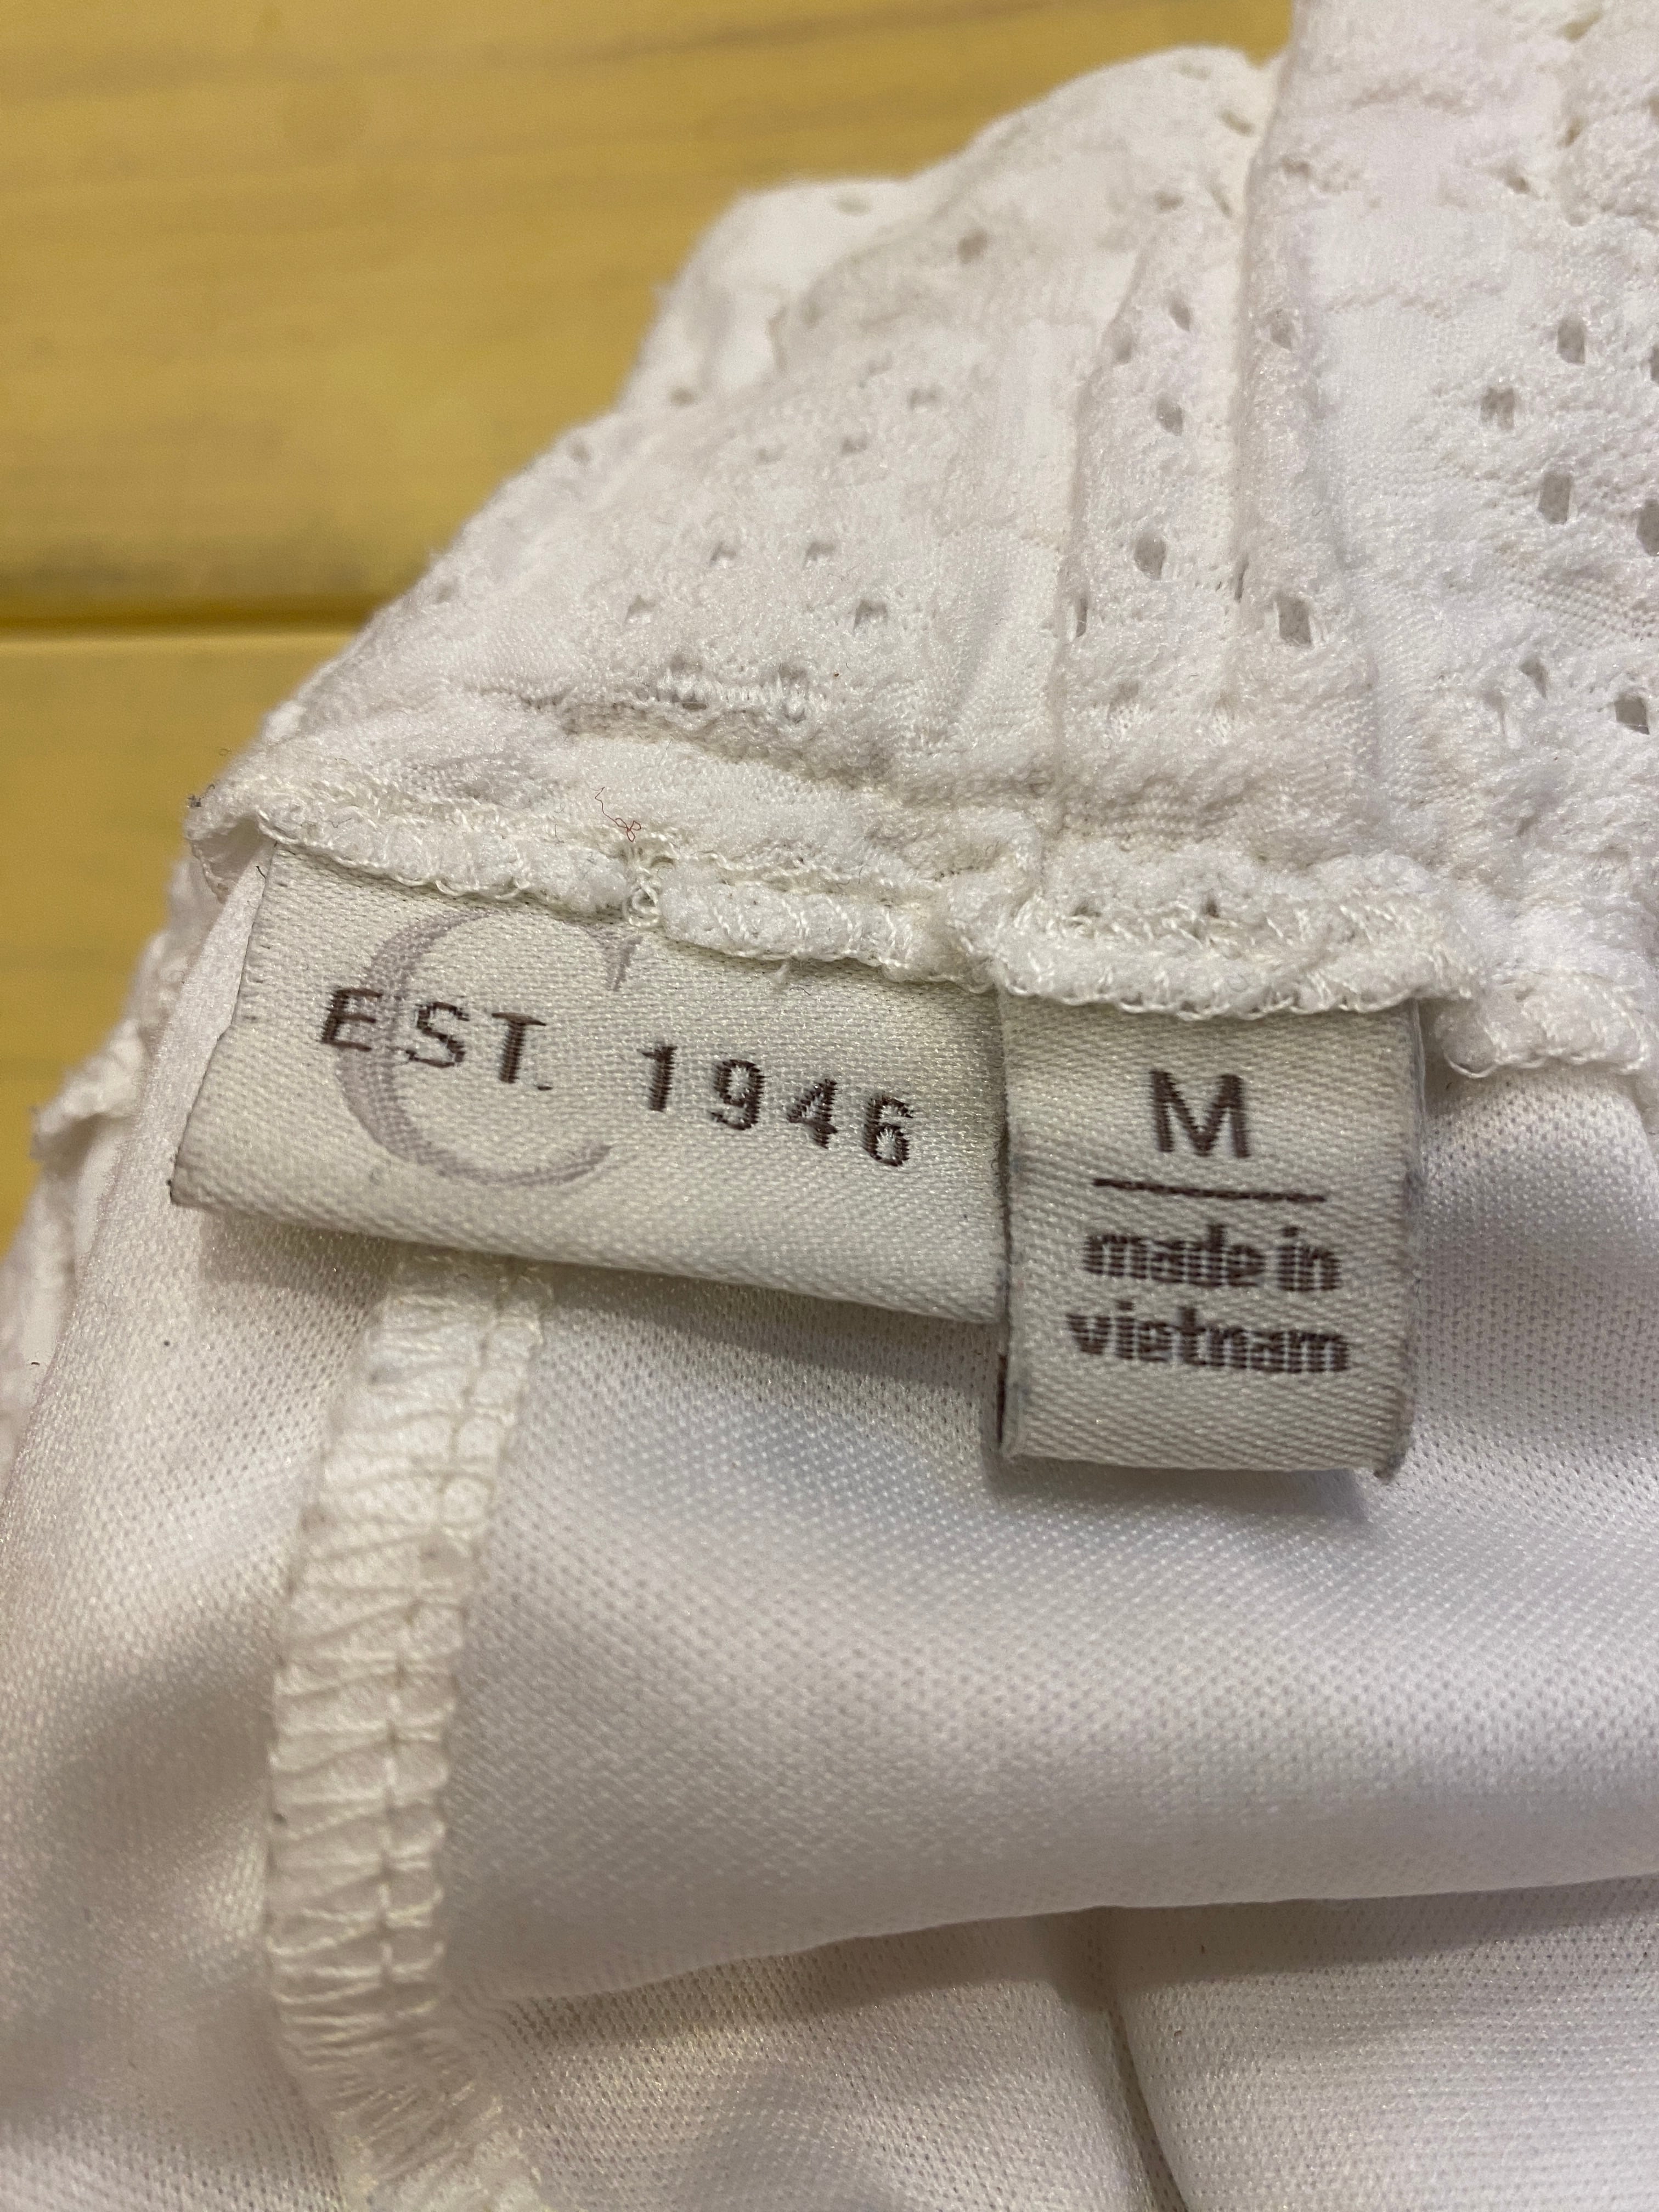 C
EST. 1946
M
made in
vietnam